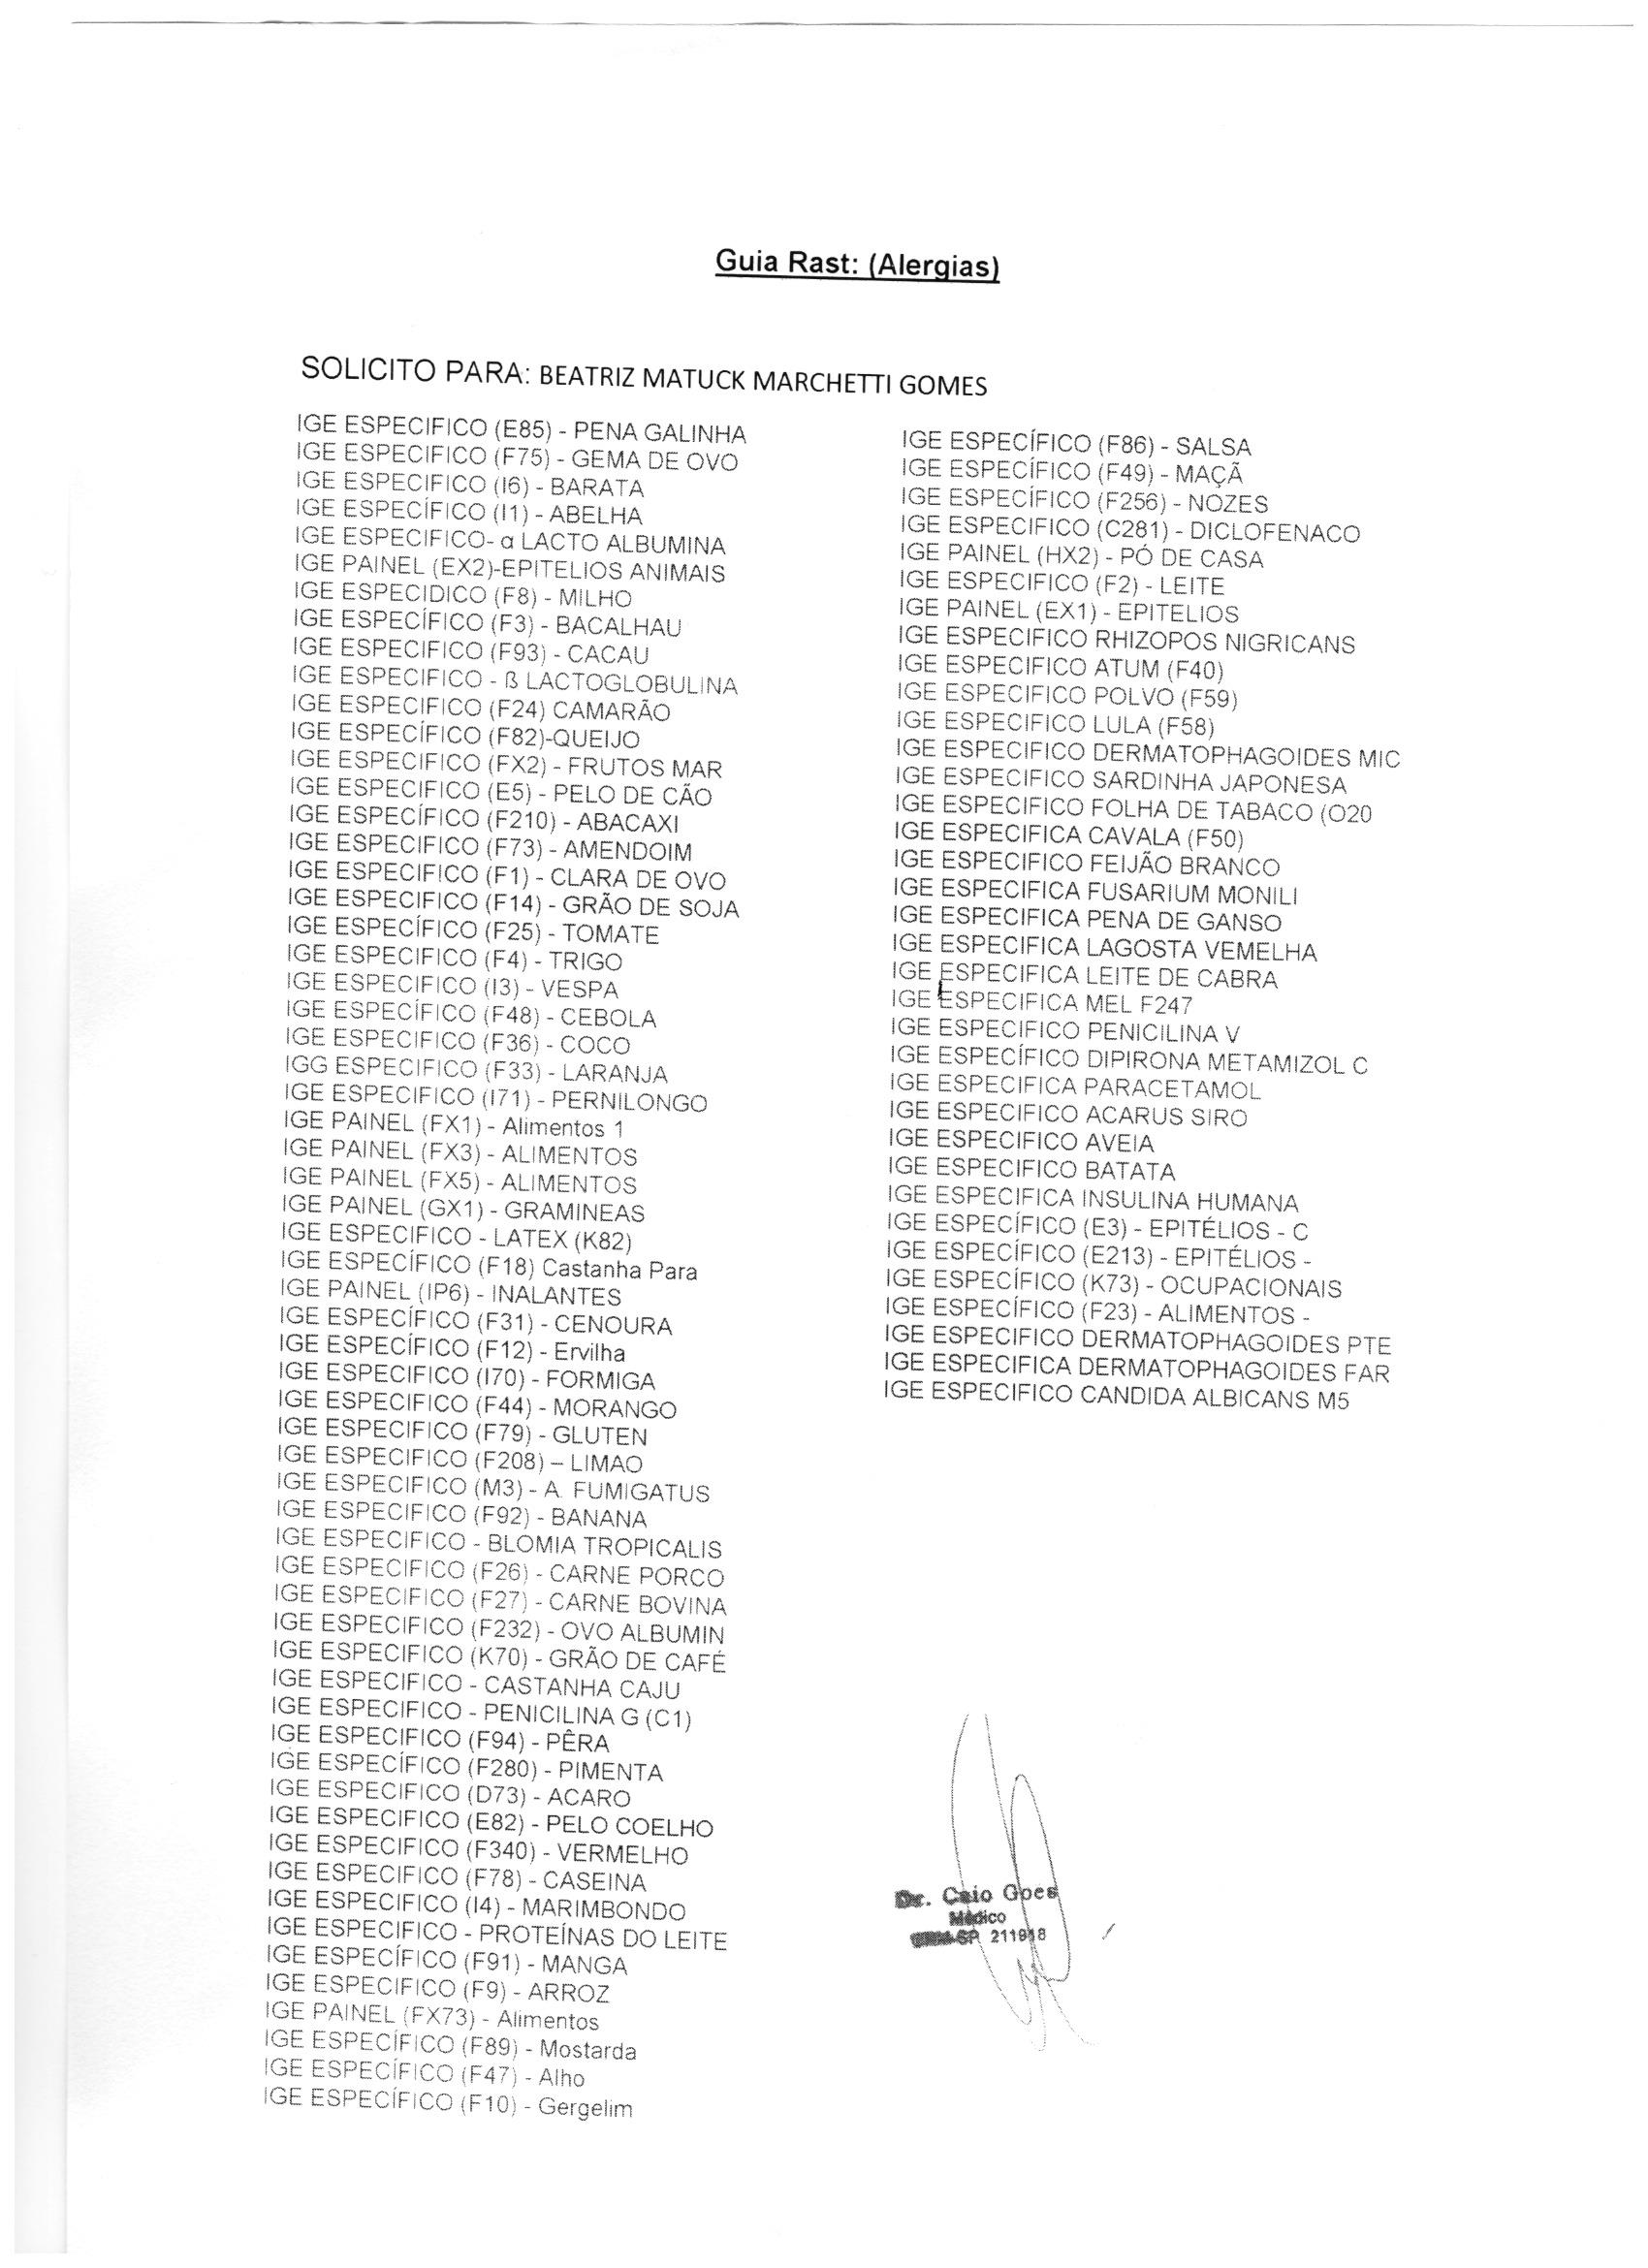 Guia Rast: (Alergias)
SOLICITO PARA: BEATRIZ MATUCK MARCHETTI GOMES
IGE ESPECIFICO (E85) - PENA GALINHA
IGE ESPECIFICO (F75) - GEMA DE OVO
IGE ESPECIFICO (I6) - BARATA
IGE ESPECÍFICO (I1) - ABELHA
IGE ESPECIFICO- α LACTO ALBUMINA
IGE PAINEL (EX2)-EPITELIOS ANIMAIS
IGE ESPECIDICO (F8) - MILHO
IGE ESPECÍFICO (F3) - BACALHAU
IGE ESPECIFICO (F93) - CACAU
IGE ESPECIFICO - ß LACTOGLOBULINA
IGE ESPECIFICO (F24) CAMARÃO
IGE ESPECÍFICO (F82)-QUEIJO
IGE ESPECIFICO (FX2) - FRUTOS MAR
IGE ESPECIFICO (E5) - PELO DE CÃO
IGE ESPECÍFICO (F210) - ABACAXI
IGE ESPECIFICO (F73) - AMENDOIM
IGE ESPECIFICO (F1) - CLARA DE OVO
IGE ESPECIFICO (F14) - GRÃO DE SOJA
IGE ESPECÍFICO (F25) - TOMATE
IGE ESPECIFICO (F4) - TRIGO
IGE ESPECIFICO (I3) - VESPA
IGE ESPECÍFICO (F48) - CEBOLA
IGE ESPECIFICO (F36) - COCO
IGG ESPECIFICO (F33) - LARANJA
IGE ESPECIFICO (I71) - PERNILONGO
IGE PAINEL (FX1) - Alimentos 1
IGE PAINEL (FX3) - ALIMENTOS
IGE PAINEL (FX5) - ALIMENTOS
IGE PAINEL (GX1) - GRAMINEAS
IGE ESPECIFICO - LATEX (K82)
IGE ESPECÍFICO (F18) Castanha Para
IGE PAINEL (IP6) - INALANTES
IGE ESPECÍFICO (F31) - CENOURA
IGE ESPECÍFICO (F12) - Ervilha
IGE ESPECIFICO (I70) - FORMIGA
IGE ESPECIFICO (F44) - MORANGO
IGE ESPECIFICO (F79) - GLUTEN
IGE ESPECIFICO (F208) – LIMAO
IGE ESPECIFICO (M3) - A. FUMIGATUS
IGE ESPECIFICO (F92) - BANANA
IGE ESPECIFICO - BLOMIA TROPICALIS
IGE ESPECIFICO (F26) - CARNE PORCO
IGE ESPECIFICO (F27) - CARNE BOVINA
IGE ESPECIFICO (F232) - OVO ALBUMIN
IGE ESPECIFICO (K70) - GRÃO DE CAFÉ
IGE ESPECIFICO - CASTANHA CAJU
IGE ESPECIFICO - PENICILINA G (C1)
IGE ESPECIFICO (F94) - PÊRA
IGE ESPECÍFICO (F280) - PIMENTA
IGE ESPECIFICO (D73) - ACARO
IGE ESPECIFICO (E82) - PELO COELHO
IGE ESPECIFICO (F340) - VERMELHO
IGE ESPECIFICO (F78) - CASEINA
IGE ESPECIFICO (I4) - MARIMBONDO
IGE ESPECIFICO - PROTEÍNAS DO LEITE
IGE ESPECÍFICO (F91) - MANGA
IGE ESPECIFICO (F9) - ARROZ
IGE PAINEL (FX73) - Alimentos
IGE ESPECÍFICO (F89) - Mostarda
IGE ESPECÍFICO (F47) - Alho
IGE ESPECÍFICO (F10) - Gergelim
IGE ESPECÍFICO (F86) - SALSA
IGE ESPECÍFICO (F49) - MAÇÃ
IGE ESPECÍFICO (F256) - NOZES
IGE ESPECIFICO (C281) - DICLOFENACO
IGE PAINEL (HX2) - PÓ DE CASA
IGE ESPECIFICO (F2) - LEITE
IGE PAINEL (EX1) - EPITELIOS
IGE ESPECIFICO RHIZOPOS NIGRICANS
IGE ESPECIFICO ATUM (F40)
IGE ESPECIFICO POLVO (F59)
IGE ESPECIFICO LULA (F58)
IGE ESPECIFICO DERMATOPHAGOIDES MIC
IGE ESPECIFICO SARDINHA JAPONESA
IGE ESPECIFICO FOLHA DE TABACO (O20
IGE ESPECIFICA CAVALA (F50)
IGE ESPECIFICO FEIJÃO BRANCO
IGE ESPECIFICA FUSARIUM MONILI
IGE ESPECIFICA PENA DE GANSO
IGE ESPECIFICA LAGOSTA VEMELHA
IGE ESPECIFICA LEITE DE CABRA
IGE ESPECIFICA MEL F247
IGE ESPECIFICO PENICILINA V
IGE ESPECÍFICO DIPIRONA METAMIZOL C
IGE ESPECIFICA PARACETAMOL
IGE ESPECIFICO ACARUS SIRO
IGE ESPECIFICO AVEIA
IGE ESPECIFICO BATATA
IGE ESPECIFICA INSULINA HUMANA
IGE ESPECÍFICO (E3) - EPITÉLIOS - C
IGE ESPECÍFICO (E213) - EPITÉLIOS -
IGE ESPECÍFICO (K73) - OCUPACIONAIS
IGE ESPECÍFICO (F23) - ALIMENTOS -
IGE ESPECIFICO DERMATOPHAGOIDES PTE
IGE ESPECIFICA DERMATOPHAGOIDES FAR
IGE ESPECIFICO CANDIDA ALBICANS M5
Dr. Caio Goes
Médico
SP 211918